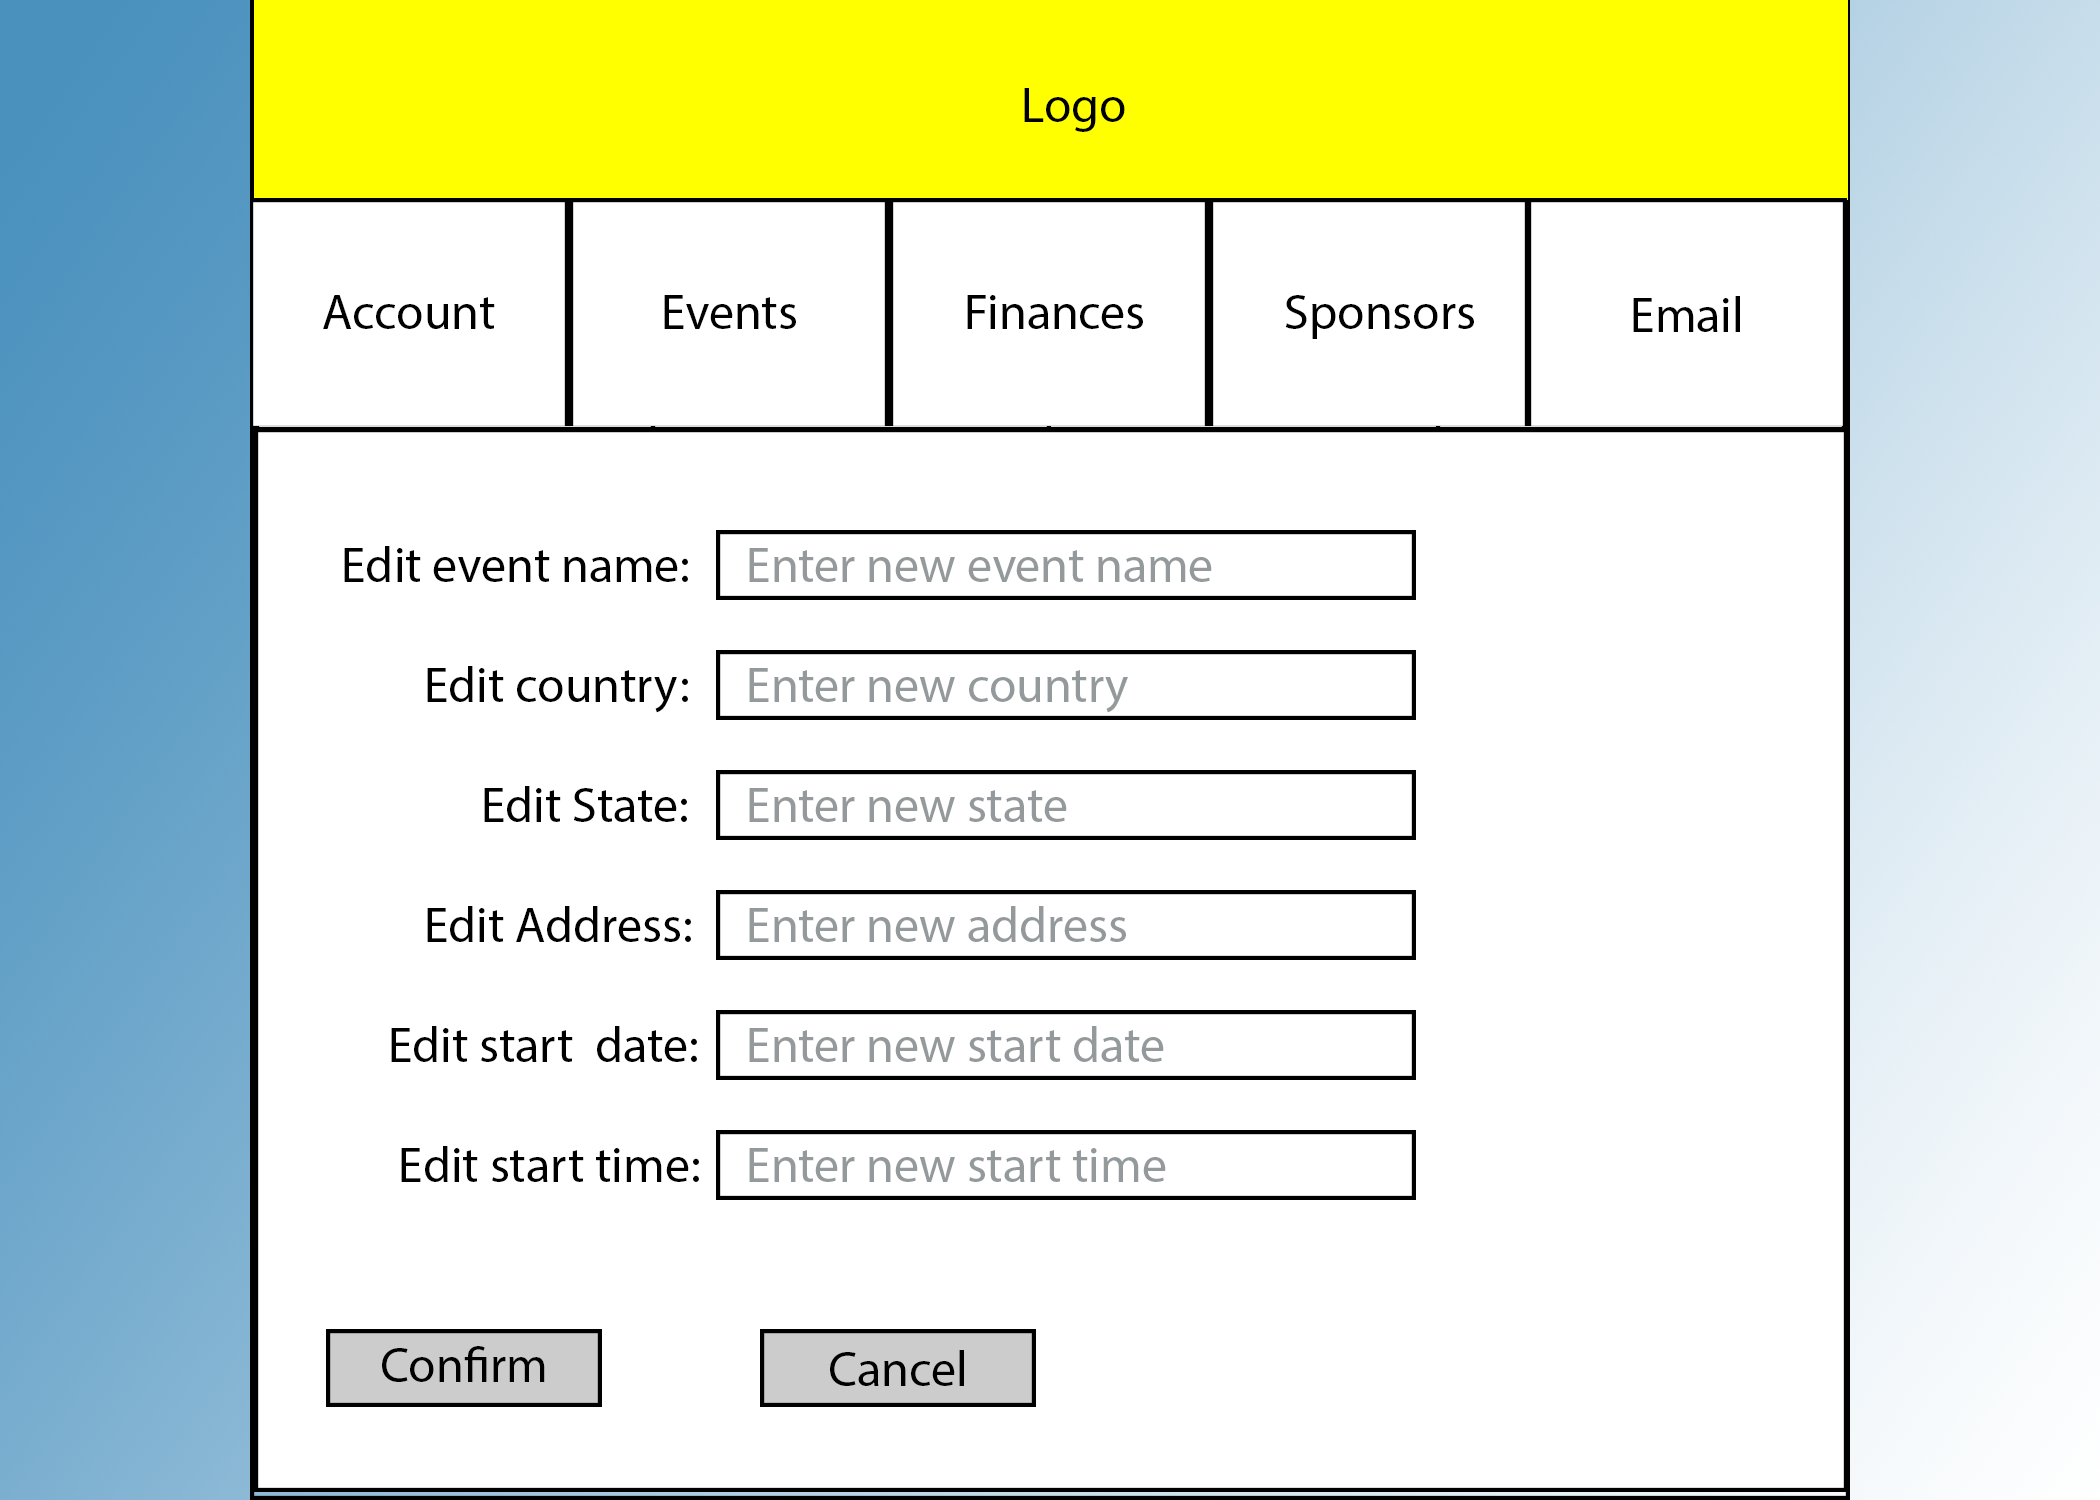 Logo
Account Events Finances Sponsors Email
Edit event name: Enter new event name
Edit country: Enter new country
Edit State: Enter new state
Edit Address: Enter new address
Edit start  date: Enter new start date
Edit start time: Enter new start time
Confirm Cancel